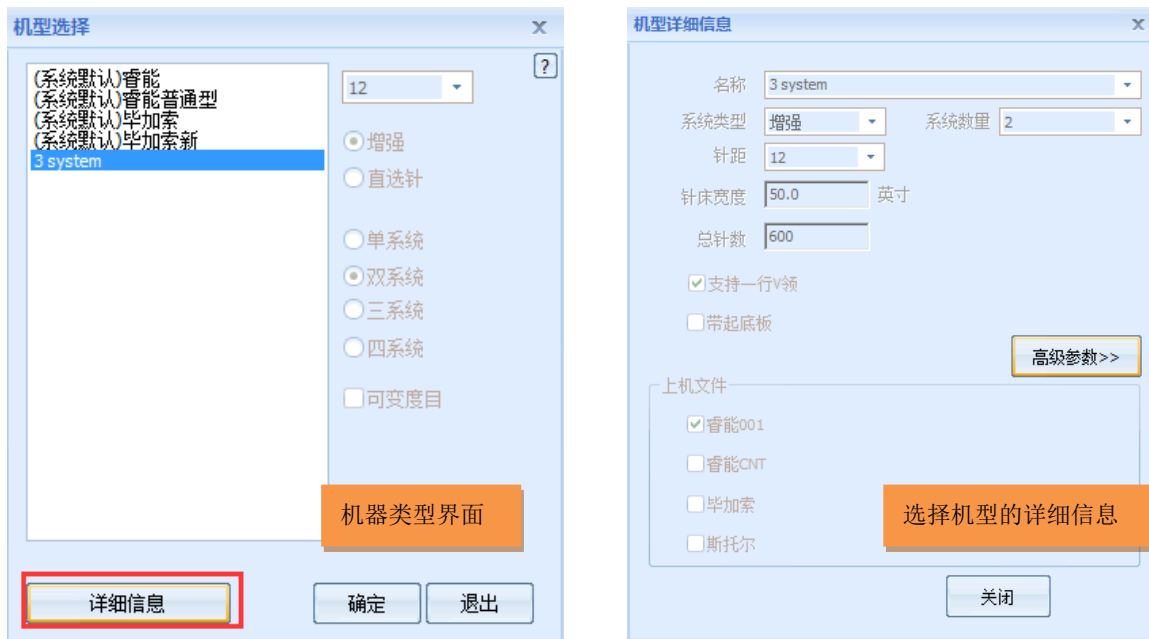 机型选择
x
?
(系统默认)睿能
(系统默认)睿能普通型
(系统默认)毕加索
(系统默认)毕加索新
3 system
12
增强
直选针
单系统
双系统
三系统
四系统
可变度目
机器类型界面
详细信息
确定
退出
机型详细信息
x
名称 3 system
系统类型 增强 系统数量 2
针距 12
针床宽度 50.0 英寸
总针数 600
支持一行V领
带起底板
高级参数>>
上机文件
睿能001
睿能CNT
毕加索
斯托尔
选择机型的详细信息
关闭